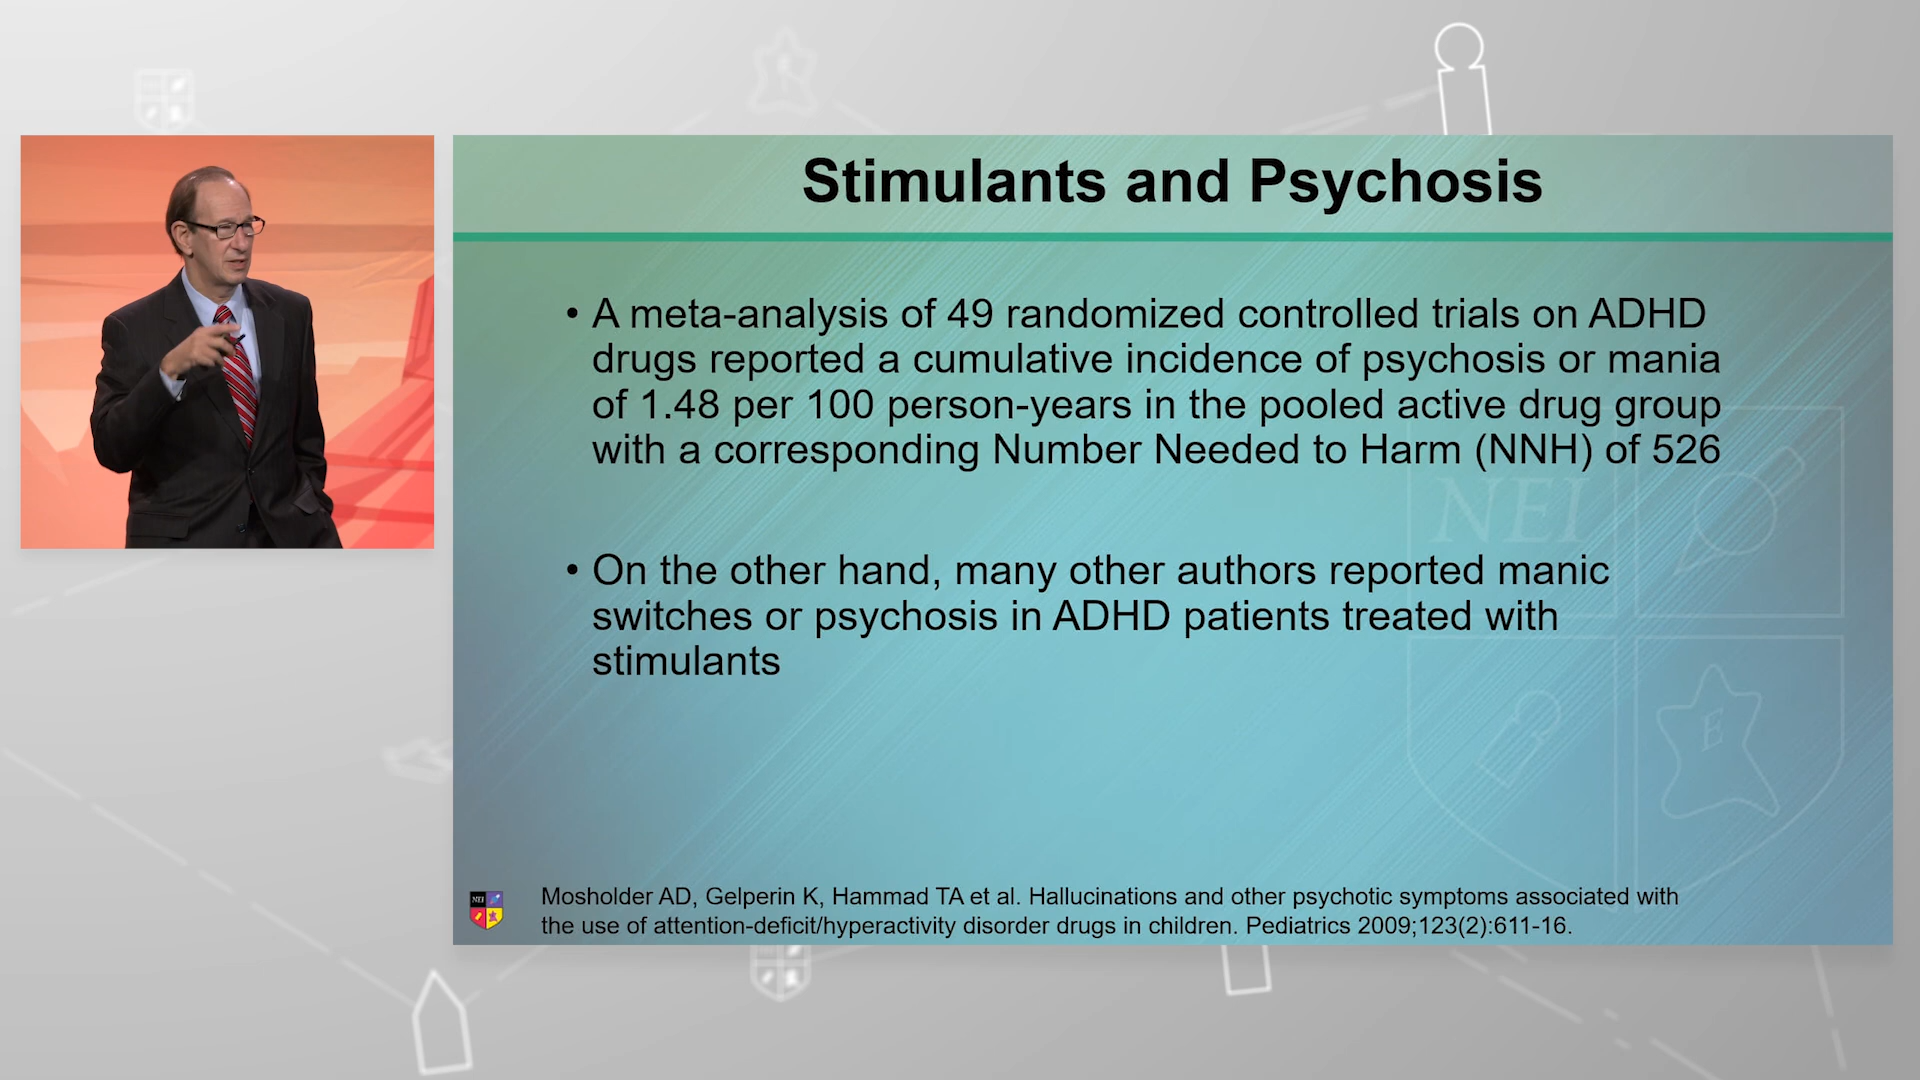 Stimulants and Psychosis
• A meta-analysis of 49 randomized controlled trials on ADHD
drugs reported a cumulative incidence of psychosis or mania
of 1.48 per 100 person-years in the pooled active drug group
with a corresponding Number Needed to Harm (NNH) of 526
NEI
• On the other hand, many other authors reported manic
switches or psychosis in ADHD patients treated with
stimulants
E
NEI
Mosholder AD, Gelperin K, Hammad TA et al. Hallucinations and other psychotic symptoms associated with
the use of attention-deficit/hyperactivity disorder drugs in children. Pediatrics 2009;123(2):611-16.